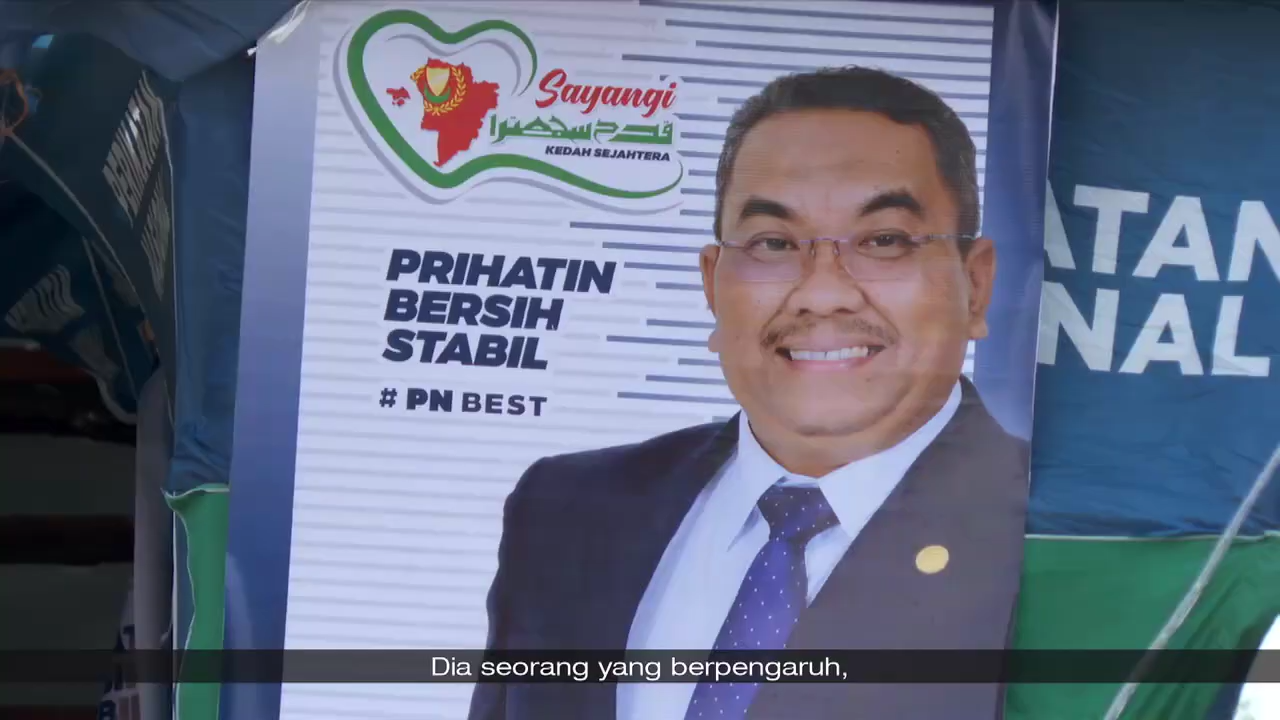 Sayangi
قدح سجهترا
KEDAH SEJAHTERA
PRIHATIN
BERSIH
STABIL
# PN BEST
ATAN
NAL
Dia seorang yang berpengaruh,